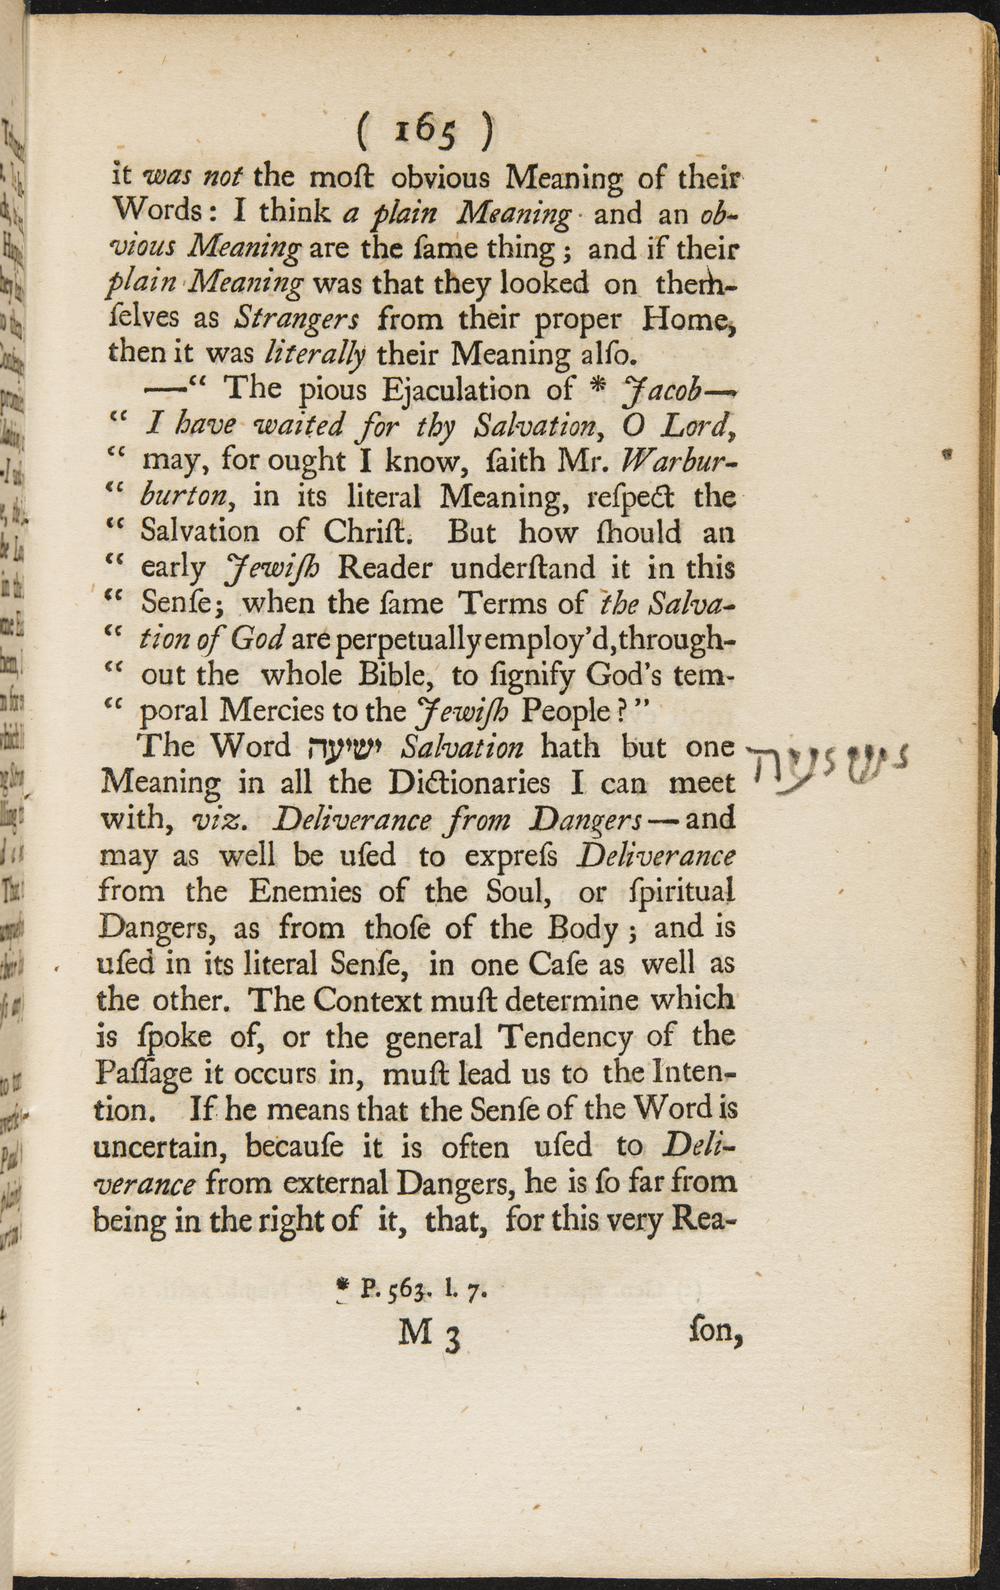 ( 165 )
it was not the moſt obvious Meaning of their
Words: I think a plain Meaning and an ob-
vious Meaning are the ſame thing; and if their
plain Meaning was that they looked on them-
ſelves as Strangers from their proper Home,
then it was literally their Meaning alſo.
—“ The pious Ejaculation of * Jacob—
“ I have waited for thy Salvation, O Lord,
“ may, for ought I know, ſaith Mr. Warbur-
“ burton, in its literal Meaning, reſpect the
“ Salvation of Chriſt. But how ſhould an
“ early Jewiſh Reader underſtand it in this
“ Senſe; when the ſame Terms of the Salva-
“ tion of God are perpetually employ’d, through-
“ out the whole Bible, to ſignify God’s tem-
“ poral Mercies to the Jewiſh People?”
The Word ישיעה Salvation hath but one
Meaning in all the Dictionaries I can meet
with, viz. Deliverance from Dangers—and
may as well be uſed to expreſs Deliverance
from the Enemies of the Soul, or ſpiritual
Dangers, as from thoſe of the Body; and is
uſed in its literal Senſe, in one Caſe as well as
the other. The Context muſt determine which
is ſpoke of, or the general Tendency of the
Paſſage it occurs in, muſt lead us to the Inten-
tion. If he means that the Senſe of the Word is
uncertain, becauſe it is often uſed to Deli-
verance from external Dangers, he is ſo far from
being in the right of it, that, for this very Rea-
* P. 563. l. 7.
M 3 ſon,